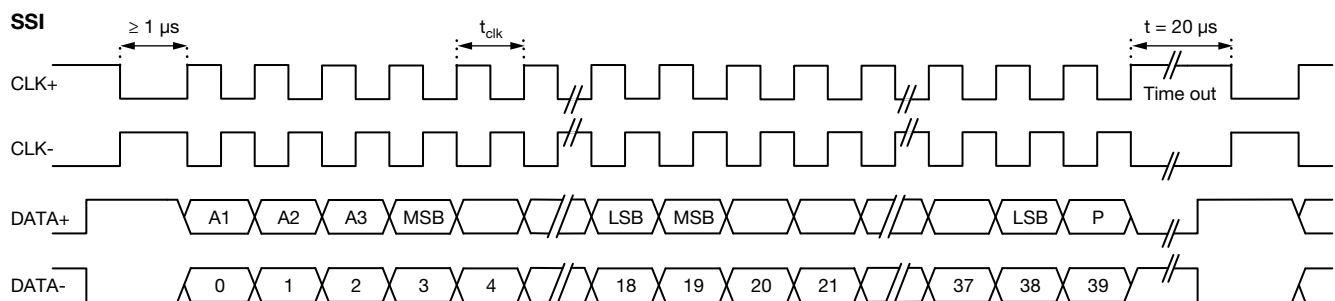 SSI
≥ 1 µs
tclk
t = 20 µs
CLK+
Time out
CLK-
DATA+ A1 A2 A3 MSB LSB MSB LSB P
DATA- 0 1 2 3 4 18 19 20 21 37 38 39